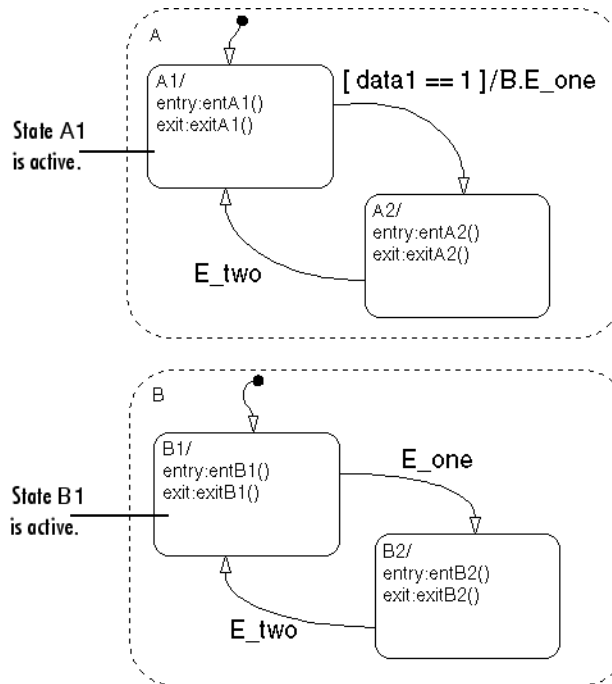 A
A1/
entry:entA1()
exit:exitA1()
[ data1 == 1 ]/B.E_one
State A1
is active.
A2/
entry:entA2()
exit:exitA2()
E_two
B
B1/
entry:entB1()
exit:exitB1()
E_one
State B1
is active.
B2/
entry:entB2()
exit:exitB2()
E_two